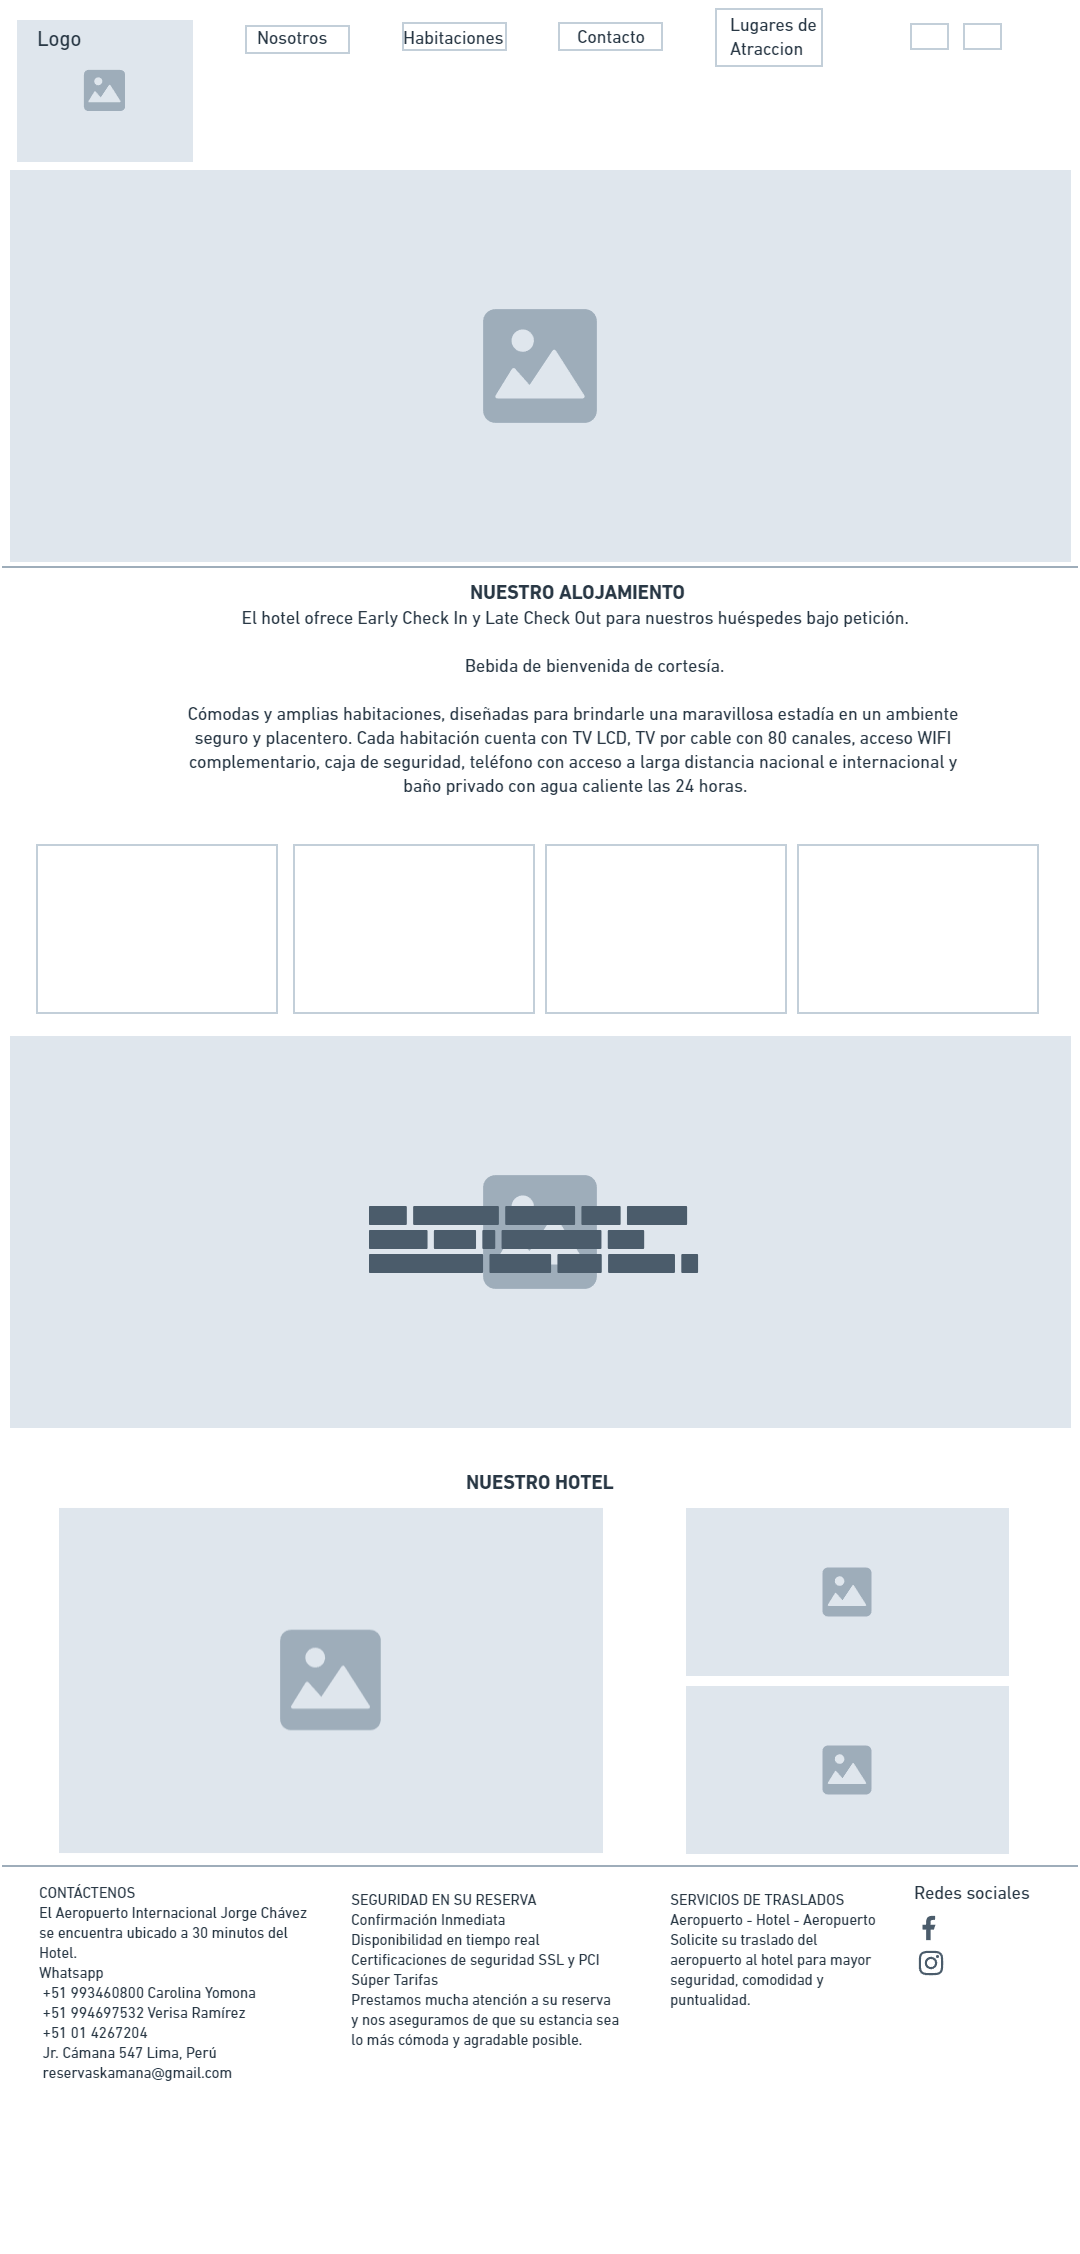 Logo
Nosotros
Habitaciones
Contacto
Lugares de
Atraccion
NUESTRO ALOJAMIENTO
El hotel ofrece Early Check In y Late Check Out para nuestros huéspedes bajo petición.
Bebida de bienvenida de cortesía.
Cómodas y amplias habitaciones, diseñadas para brindarle una maravillosa estadía en un ambiente
seguro y placentero. Cada habitación cuenta con TV LCD, TV por cable con 80 canales, acceso WIFI
complementario, caja de seguridad, teléfono con acceso a larga distancia nacional e internacional y
baño privado con agua caliente las 24 horas.
NUESTRO HOTEL
CONTÁCTENOS
El Aeropuerto Internacional Jorge Chávez
se encuentra ubicado a 30 minutos del
Hotel.
Whatsapp
+51 993460800 Carolina Yomona
+51 994697532 Verisa Ramírez
+51 01 4267204
Jr. Cámana 547 Lima, Perú
reservaskamana@gmail.com
SEGURIDAD EN SU RESERVA
Confirmación Inmediata
Disponibilidad en tiempo real
Certificaciones de seguridad SSL y PCI
Súper Tarifas
Prestamos mucha atención a su reserva
y nos aseguramos de que su estancia sea
lo más cómoda y agradable posible.
SERVICIOS DE TRASLADOS
Aeropuerto - Hotel - Aeropuerto
Solicite su traslado del
aeropuerto al hotel para mayor
seguridad, comodidad y
puntualidad.
Redes sociales